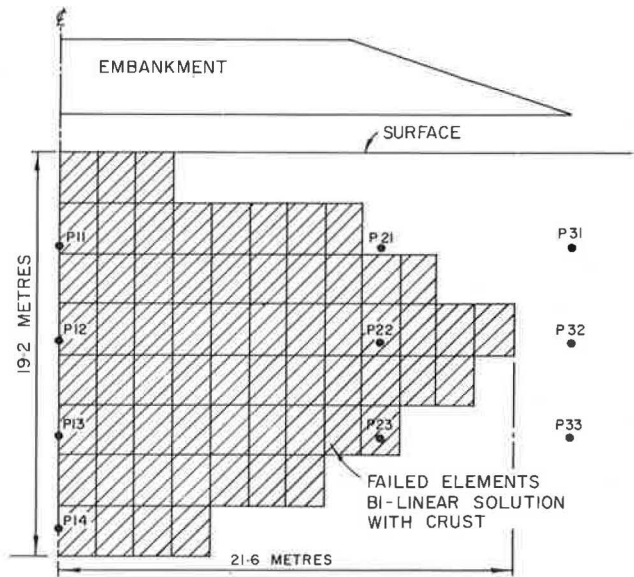 ℄
EMBANKMENT
SURFACE
P11
P21
P31
19·2 METRES
P12
P22
P32
P13
P23
P33
FAILED ELEMENTS
BI-LINEAR SOLUTION
WITH CRUST
P14
21·6 METRES